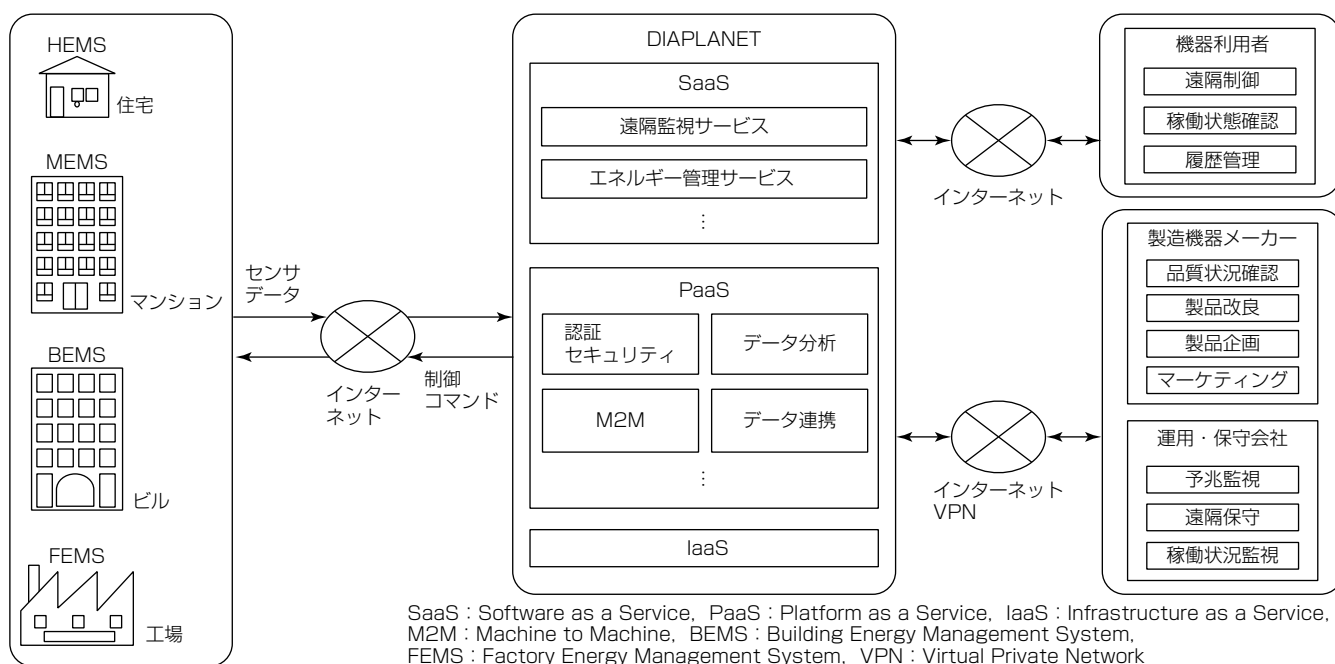 HEMS
住宅
MEMS
マンション
BEMS
ビル
FEMS
工場
センサ
データ
インター
ネット
制御
コマンド
DIAPLANET
SaaS
遠隔監視サービス
エネルギー管理サービス
⋮
PaaS
認証
セキュリティ
データ分析
M2M
データ連携
⋮
IaaS
インターネット
インターネット
VPN
機器利用者
遠隔制御
稼働状態確認
履歴管理
製造機器メーカー
品質状況確認
製品改良
製品企画
マーケティング
運用・保守会社
予兆監視
遠隔保守
稼働状況監視
SaaS：Software as a Service，PaaS：Platform as a Service，IaaS：Infrastructure as a Service，
M2M：Machine to Machine，BEMS：Building Energy Management System，
FEMS：Factory Energy Management System，VPN：Virtual Private Network